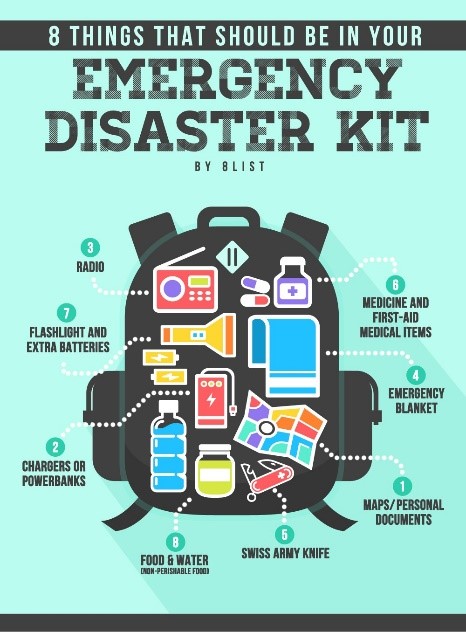 8 THINGS THAT SHOULD BE IN YOUR
EMERGENCY
DISASTER KIT
BY 8LIST
3
RADIO
6
MEDICINE AND
FIRST-AID
MEDICAL ITEMS
7
FLASHLIGHT AND
EXTRA BATTERIES
4
EMERGENCY
BLANKET
2
CHARGERS OR
POWERBANKS
1
MAPS/PERSONAL
DOCUMENTS
5
SWISS ARMY KNIFE
8
FOOD & WATER
(NON-PERISHABLE FOOD)